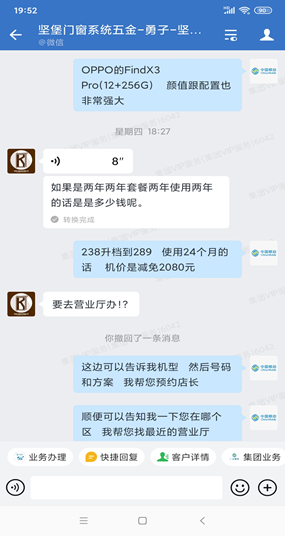 19:52
坚堡门窗系统五金-勇子-坚...
@微信
OPPO的FindX3
Pro(12+256G) 颜值跟配置也
非常强大
星期四 18:27
8"
如果是两年两年套餐两年使用两年
的话是是多少钱呢。
转换完成
238升档到289 使用24个月的
话 机价是减免2080元
要去营业厅办!?
你撤回了一条消息
这边可以告诉我机型 然后号码
和方案 我帮您预约店长
顺便可以告知我一下您在哪个
区 我帮您找最近的营业厅
业务办理
快捷回复
客户详情
集团业务